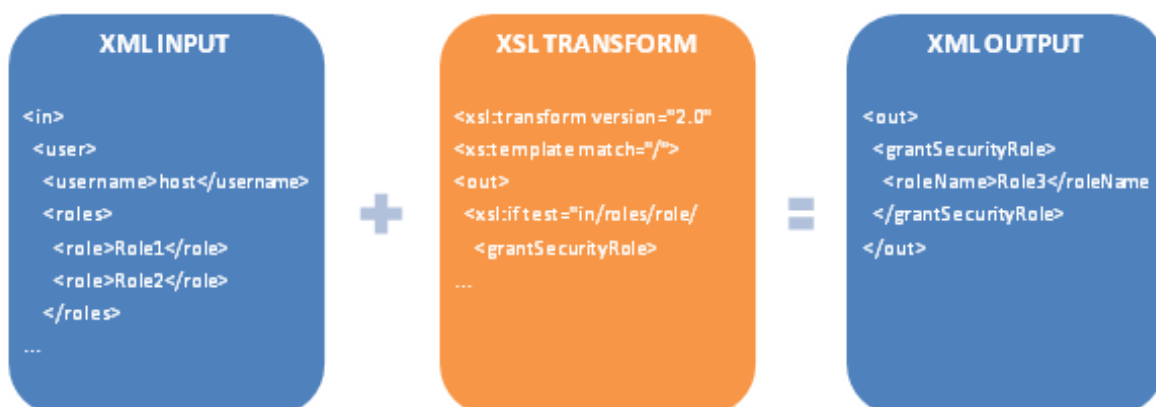 XML INPUT
<in>
<user>
<username>host</username>
<roles>
<role>Role1</role>
<role>Role2</role>
</roles>
...
XSL TRANSFORM
<xsl:transform version="2.0"
<xs:template match="/">
<out>
<xsl:if test="in/roles/role/
<grantSecurityRole>
...
XML OUTPUT
<out>
<grantSecurityRole>
<roleName>Role3</roleName
</grantSecurityRole>
</out>